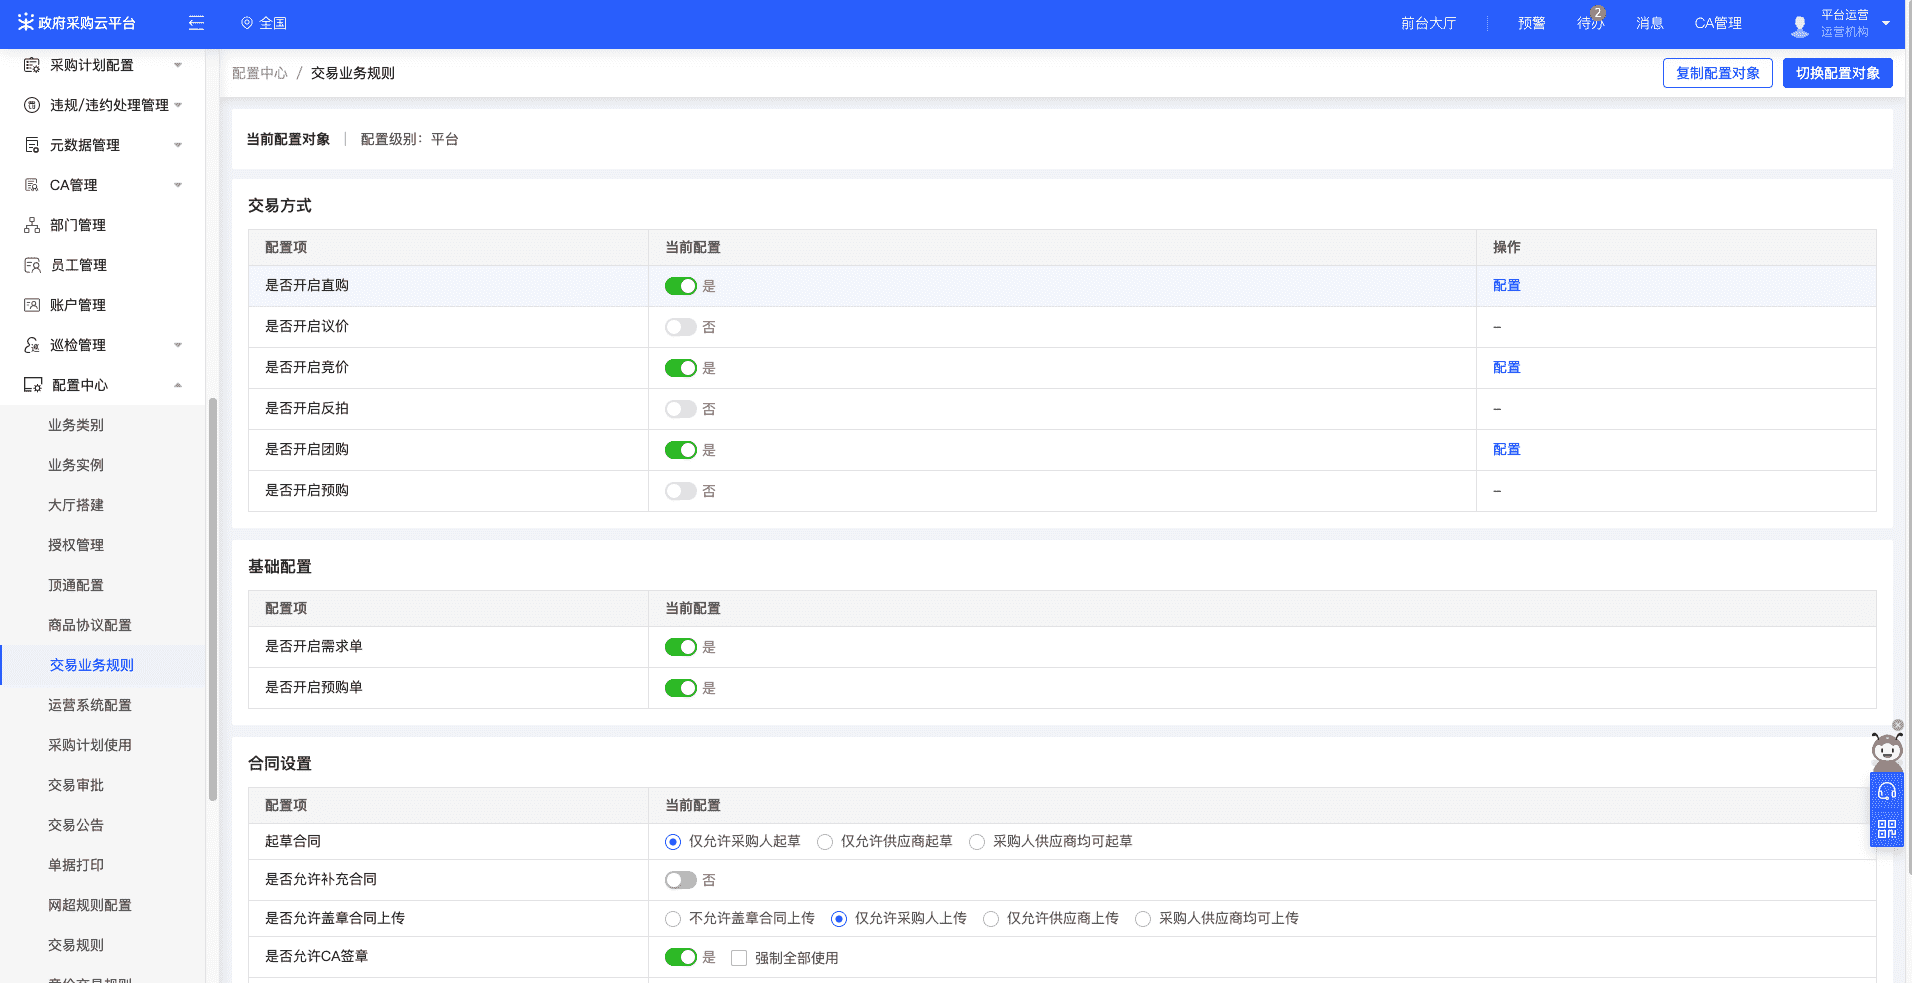 政府采购云平台
全国
前台大厅
预警
待办
2
消息
CA管理
平台运营
运营机构
采购计划配置
违规/违约处理管理
元数据管理
CA管理
部门管理
员工管理
账户管理
巡检管理
配置中心
业务类别
业务实例
大厅搭建
授权管理
顶通配置
商品协议配置
交易业务规则
运营系统配置
采购计划使用
交易审批
交易公告
单据打印
网超规则配置
交易规则
竞价交易规则
配置中心 / 交易业务规则
复制配置对象
切换配置对象
当前配置对象 | 配置级别：平台
交易方式
配置项 当前配置 操作
是否开启直购 是 配置
是否开启议价 否 –
是否开启竞价 是 配置
是否开启反拍 否 –
是否开启团购 是 配置
是否开启预购 否 –
基础配置
配置项 当前配置
是否开启需求单 是
是否开启预购单 是
合同设置
配置项 当前配置
起草合同 仅允许采购人起草 仅允许供应商起草 采购人供应商均可起草
是否允许补充合同 否
是否允许盖章合同上传 不允许盖章合同上传 仅允许采购人上传 仅允许供应商上传 采购人供应商均可上传
是否允许CA签章 是 强制全部使用